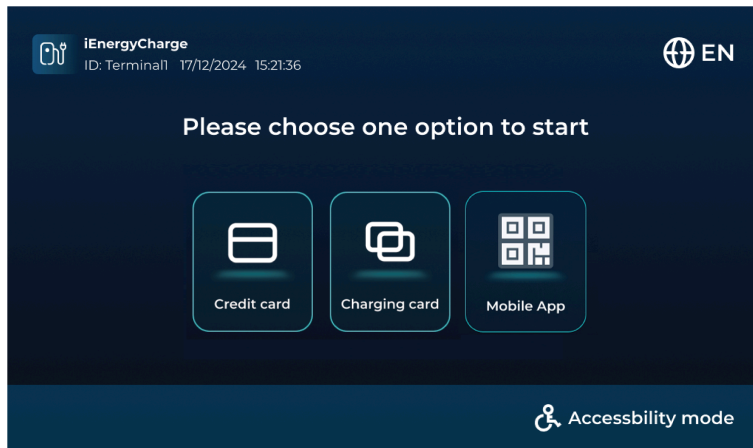 iEnergyCharge
EN
ID: Terminal1 17/12/2024 15:21:36
Please choose one option to start
Credit card
Charging card
Mobile App
Accessbility mode